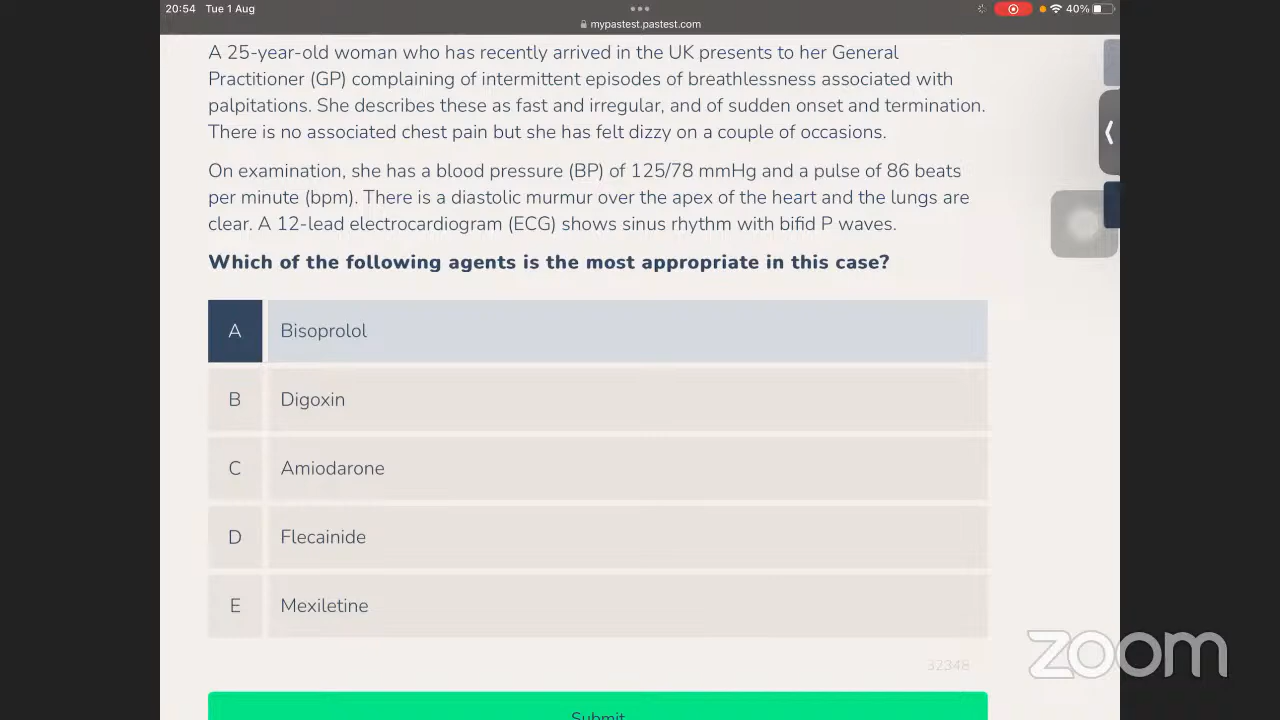 20:54 Tue 1 Aug
40%
mypastest.pastest.com
A 25-year-old woman who has recently arrived in the UK presents to her General
Practitioner (GP) complaining of intermittent episodes of breathlessness associated with
palpitations. She describes these as fast and irregular, and of sudden onset and termination.
There is no associated chest pain but she has felt dizzy on a couple of occasions.
On examination, she has a blood pressure (BP) of 125/78 mmHg and a pulse of 86 beats
per minute (bpm). There is a diastolic murmur over the apex of the heart and the lungs are
clear. A 12-lead electrocardiogram (ECG) shows sinus rhythm with bifid P waves.
Which of the following agents is the most appropriate in this case?
A Bisoprolol
B Digoxin
C Amiodarone
D Flecainide
E Mexiletine
32348
Submit
zoom